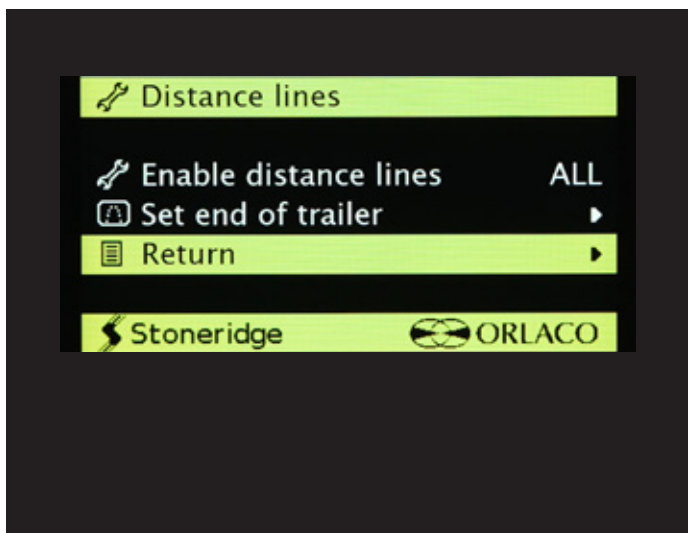 Distance lines
Enable distance lines ALL
Set end of trailer
Return
Stoneridge ORLACO